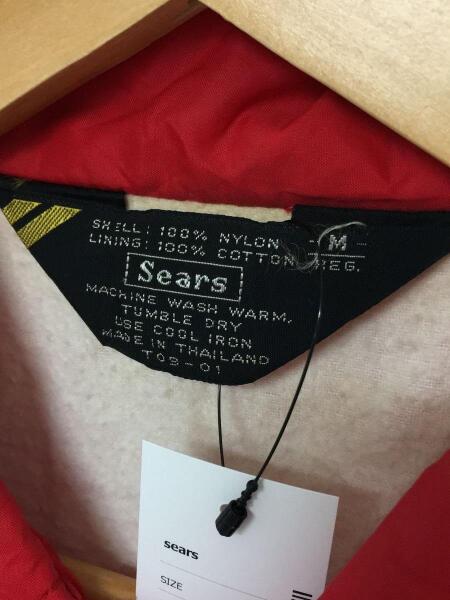 SHELL: 100% NYLON
LINING: 100% COTTON
M
REG.
Sears
MACHINE WASH WARM,
TUMBLE DRY
USE COOL IRON
MADE IN THAILAND
T03-01
sears
SIZE